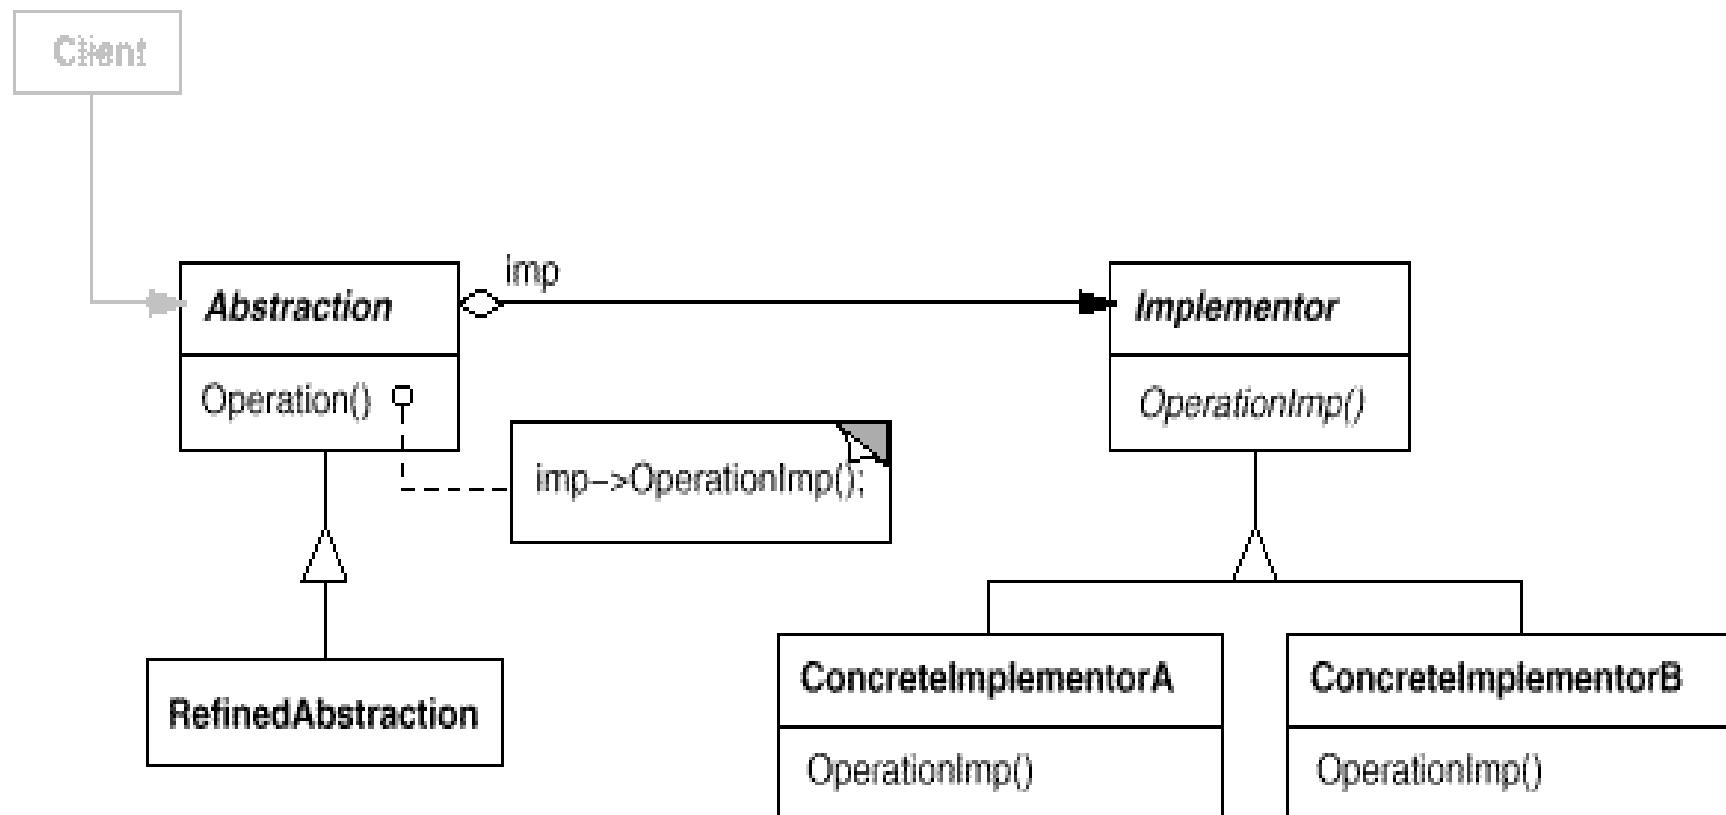 Client
imp
Abstraction
Implementor
Operation()
OperationImp()
imp->OperationImp();
RefinedAbstraction
ConcreteImplementorA
ConcreteImplementorB
OperationImp()
OperationImp()